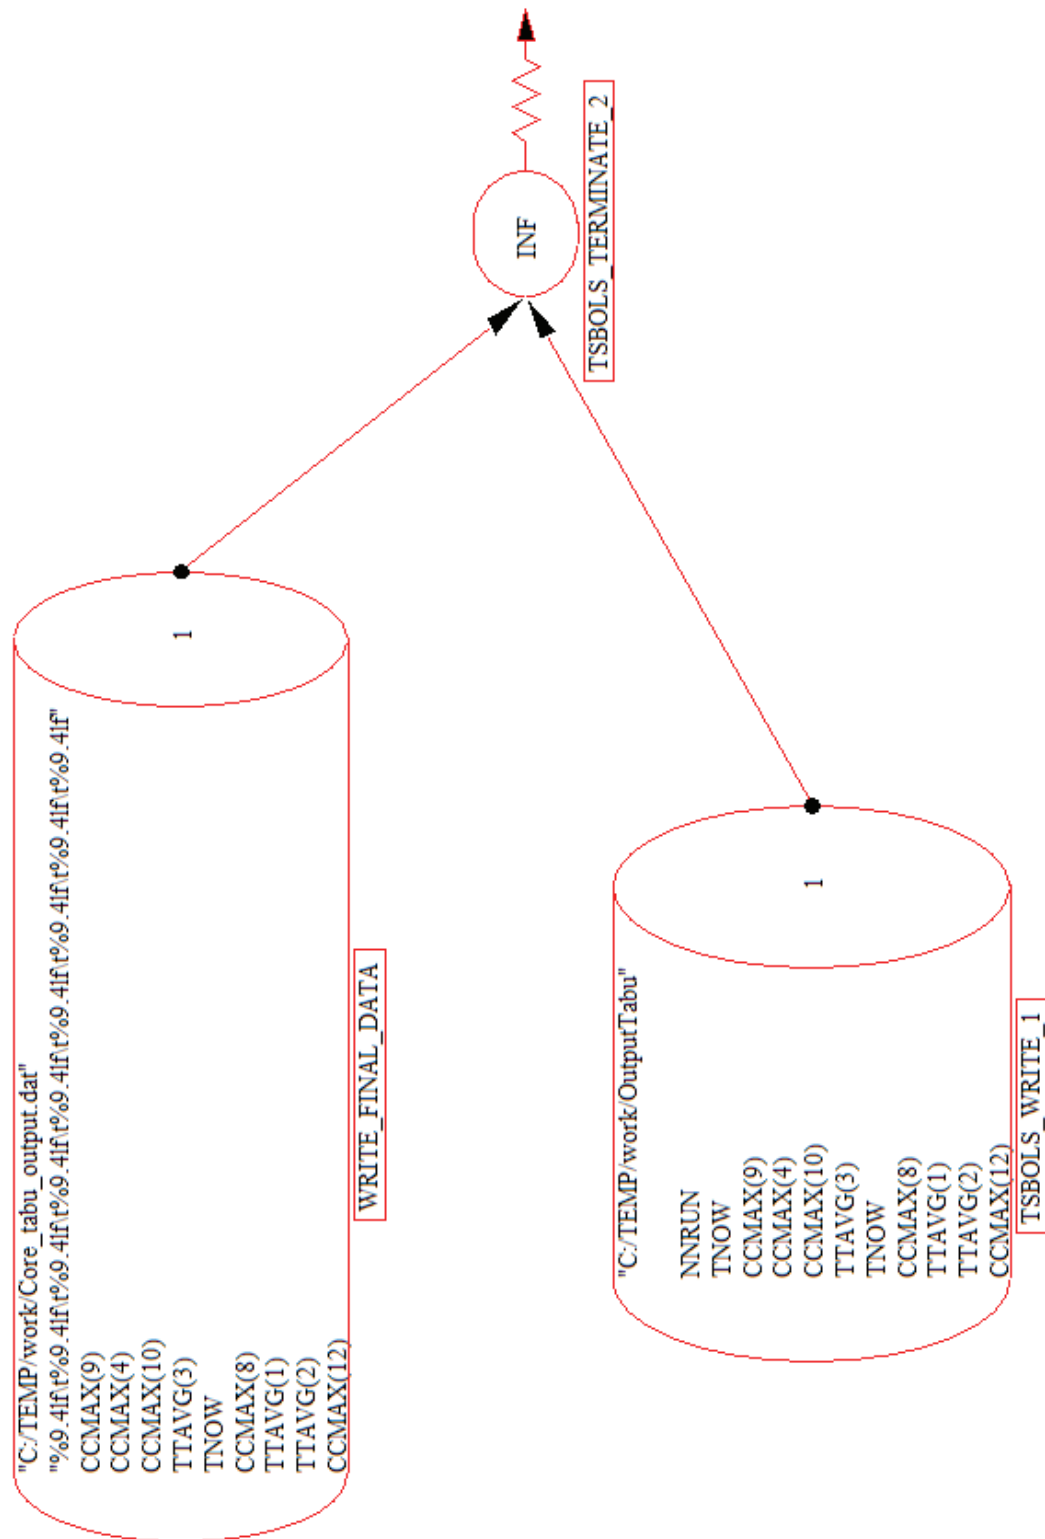 "C:/TEMP/work/Core_tabu_output.dat"
"%9.4lf\t%9.4lf\t%9.4lf\t%9.4lf\t%9.4lf\t%9.4lf\t%9.4lf\t%9.4lf\t%9.4lf\t%9.4lf"
CCMAX(9)
CCMAX(4)
CCMAX(10)
TTAVG(3)
TNOW
CCMAX(8)
TTAVG(1)
TTAVG(2)
CCMAX(12)
1
WRITE_FINAL_DATA
INF
TSBOLS_TERMINATE_2
"C:/TEMP/work/OutputTabu"
NNRUN
TNOW
CCMAX(9)
CCMAX(4)
CCMAX(10)
TTAVG(3)
TNOW
CCMAX(8)
TTAVG(1)
TTAVG(2)
CCMAX(12)
1
TSBOLS_WRITE_1